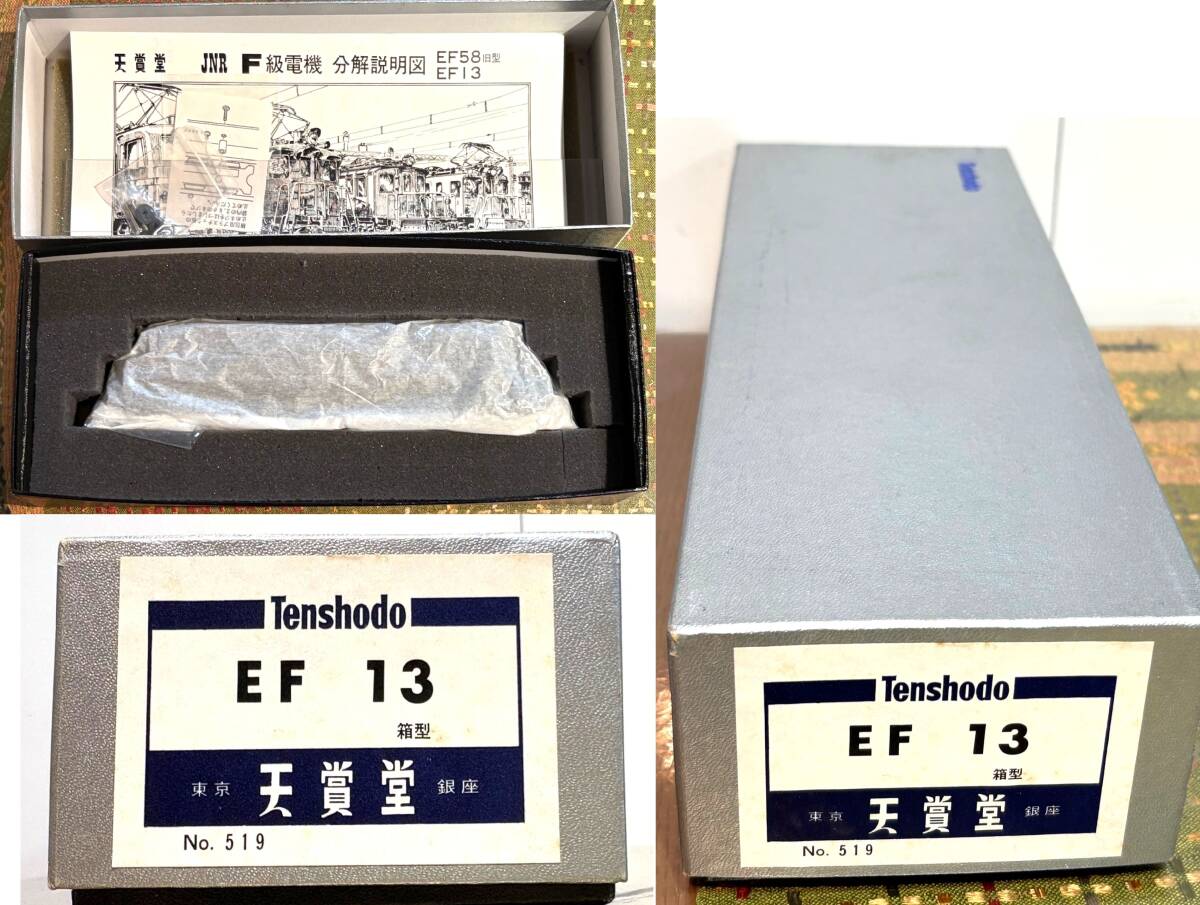 天賞堂 JNR F級電機 分解説明図 EF58旧型
EF13
Tenshodo
EF 13
箱型
東京 天賞堂 銀座
No. 519
Tenshodo
EF 13
箱型
東京 天賞堂 銀座
No. 519